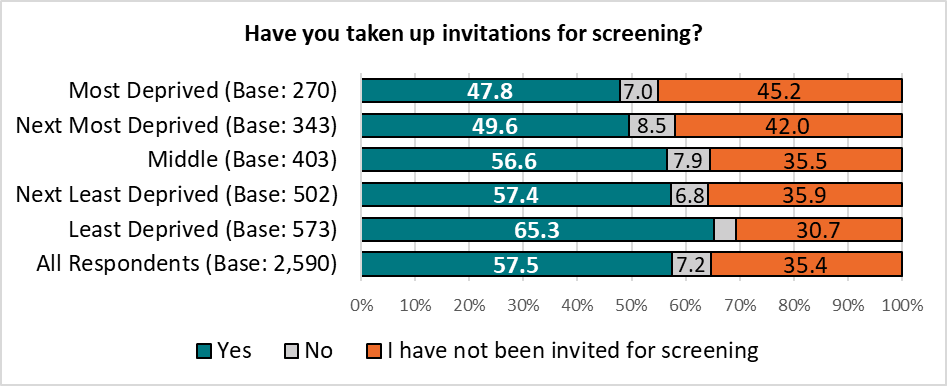 Have you taken up invitations for screening?
Most Deprived (Base: 270) 47.8 7.0 45.2
Next Most Deprived (Base: 343) 49.6 8.5 42.0
Middle (Base: 403) 56.6 7.9 35.5
Next Least Deprived (Base: 502) 57.4 6.8 35.9
Least Deprived (Base: 573) 65.3 30.7
All Respondents (Base: 2,590) 57.5 7.2 35.4
0% 10% 20% 30% 40% 50% 60% 70% 80% 90% 100%
Yes No I have not been invited for screening